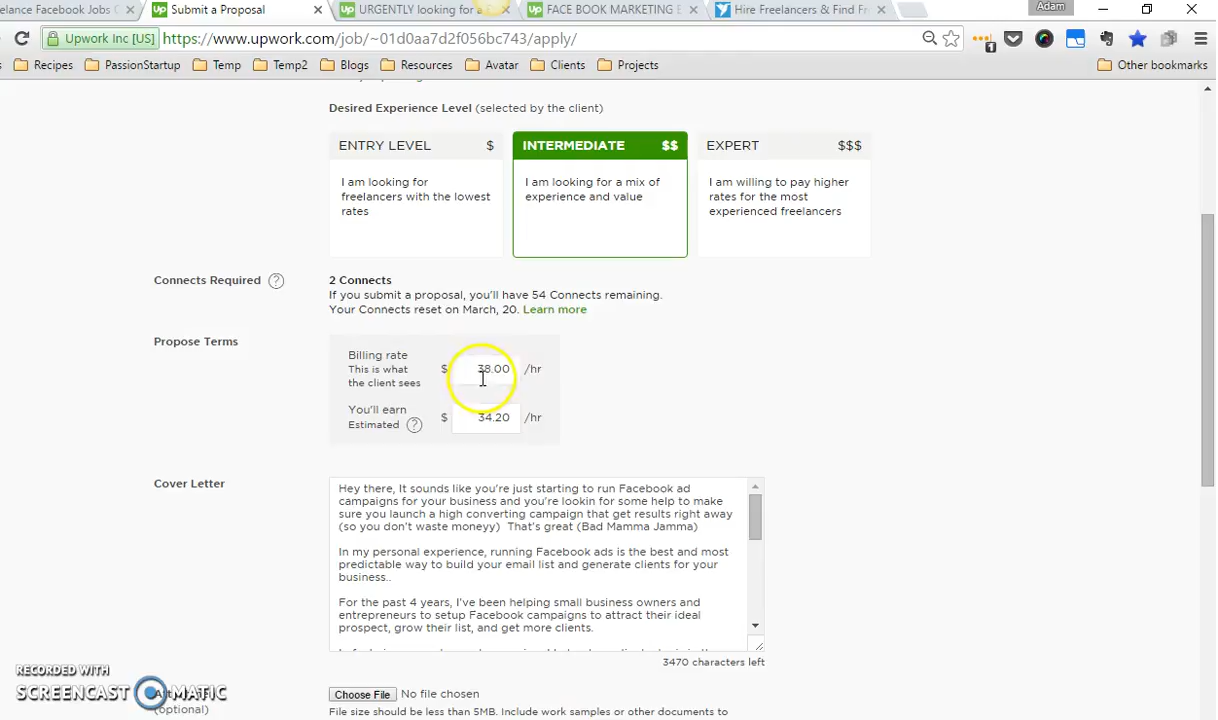 Submit a Proposal
URGENTLY looking for a
FACE BOOK MARKETING E
Hire Freelancers & Find Fr
Adam
elance Facebook Jobs
Upwork Inc [US]
https://www.upwork.com/job/~01d0aa7d2f056bc743/apply/
Recipes
PassionStartup
Temp
Temp2
Blogs
Resources
Avatar
Clients
Projects
Other bookmarks
Desired Experience Level (selected by the client)
ENTRY LEVEL $
I am looking for
freelancers with the lowest
rates
INTERMEDIATE $$
I am looking for a mix of
experience and value
EXPERT $$$
I am willing to pay higher
rates for the most
experienced freelancers
Connects Required ?
2 Connects
If you submit a proposal, you'll have 54 Connects remaining.
Your Connects reset on March, 20. Learn more
Propose Terms
Billing rate
This is what
the client sees
$ 38.00 /hr
You'll earn
Estimated ?
$ 34.20 /hr
Cover Letter
Hey there, It sounds like you're just starting to run Facebook ad
campaigns for your business and you're lookin for some help to make
sure you launch a high converting campaign that get results right away
(so you don't waste moneyy) That's great (Bad Mamma Jamma)
In my personal experience, running Facebook ads is the best and most
predictable way to build your email list and generate clients for your
business..
For the past 4 years, I've been helping small business owners and
entrepreneurs to setup Facebook campaigns to attract their ideal
prospect, grow their list, and get more clients.
3470 characters left
RECORDED WITH
SCREENCAST MATIC
(optional)
Choose File No file chosen
File size should be less than 5MB. Include work samples or other documents to